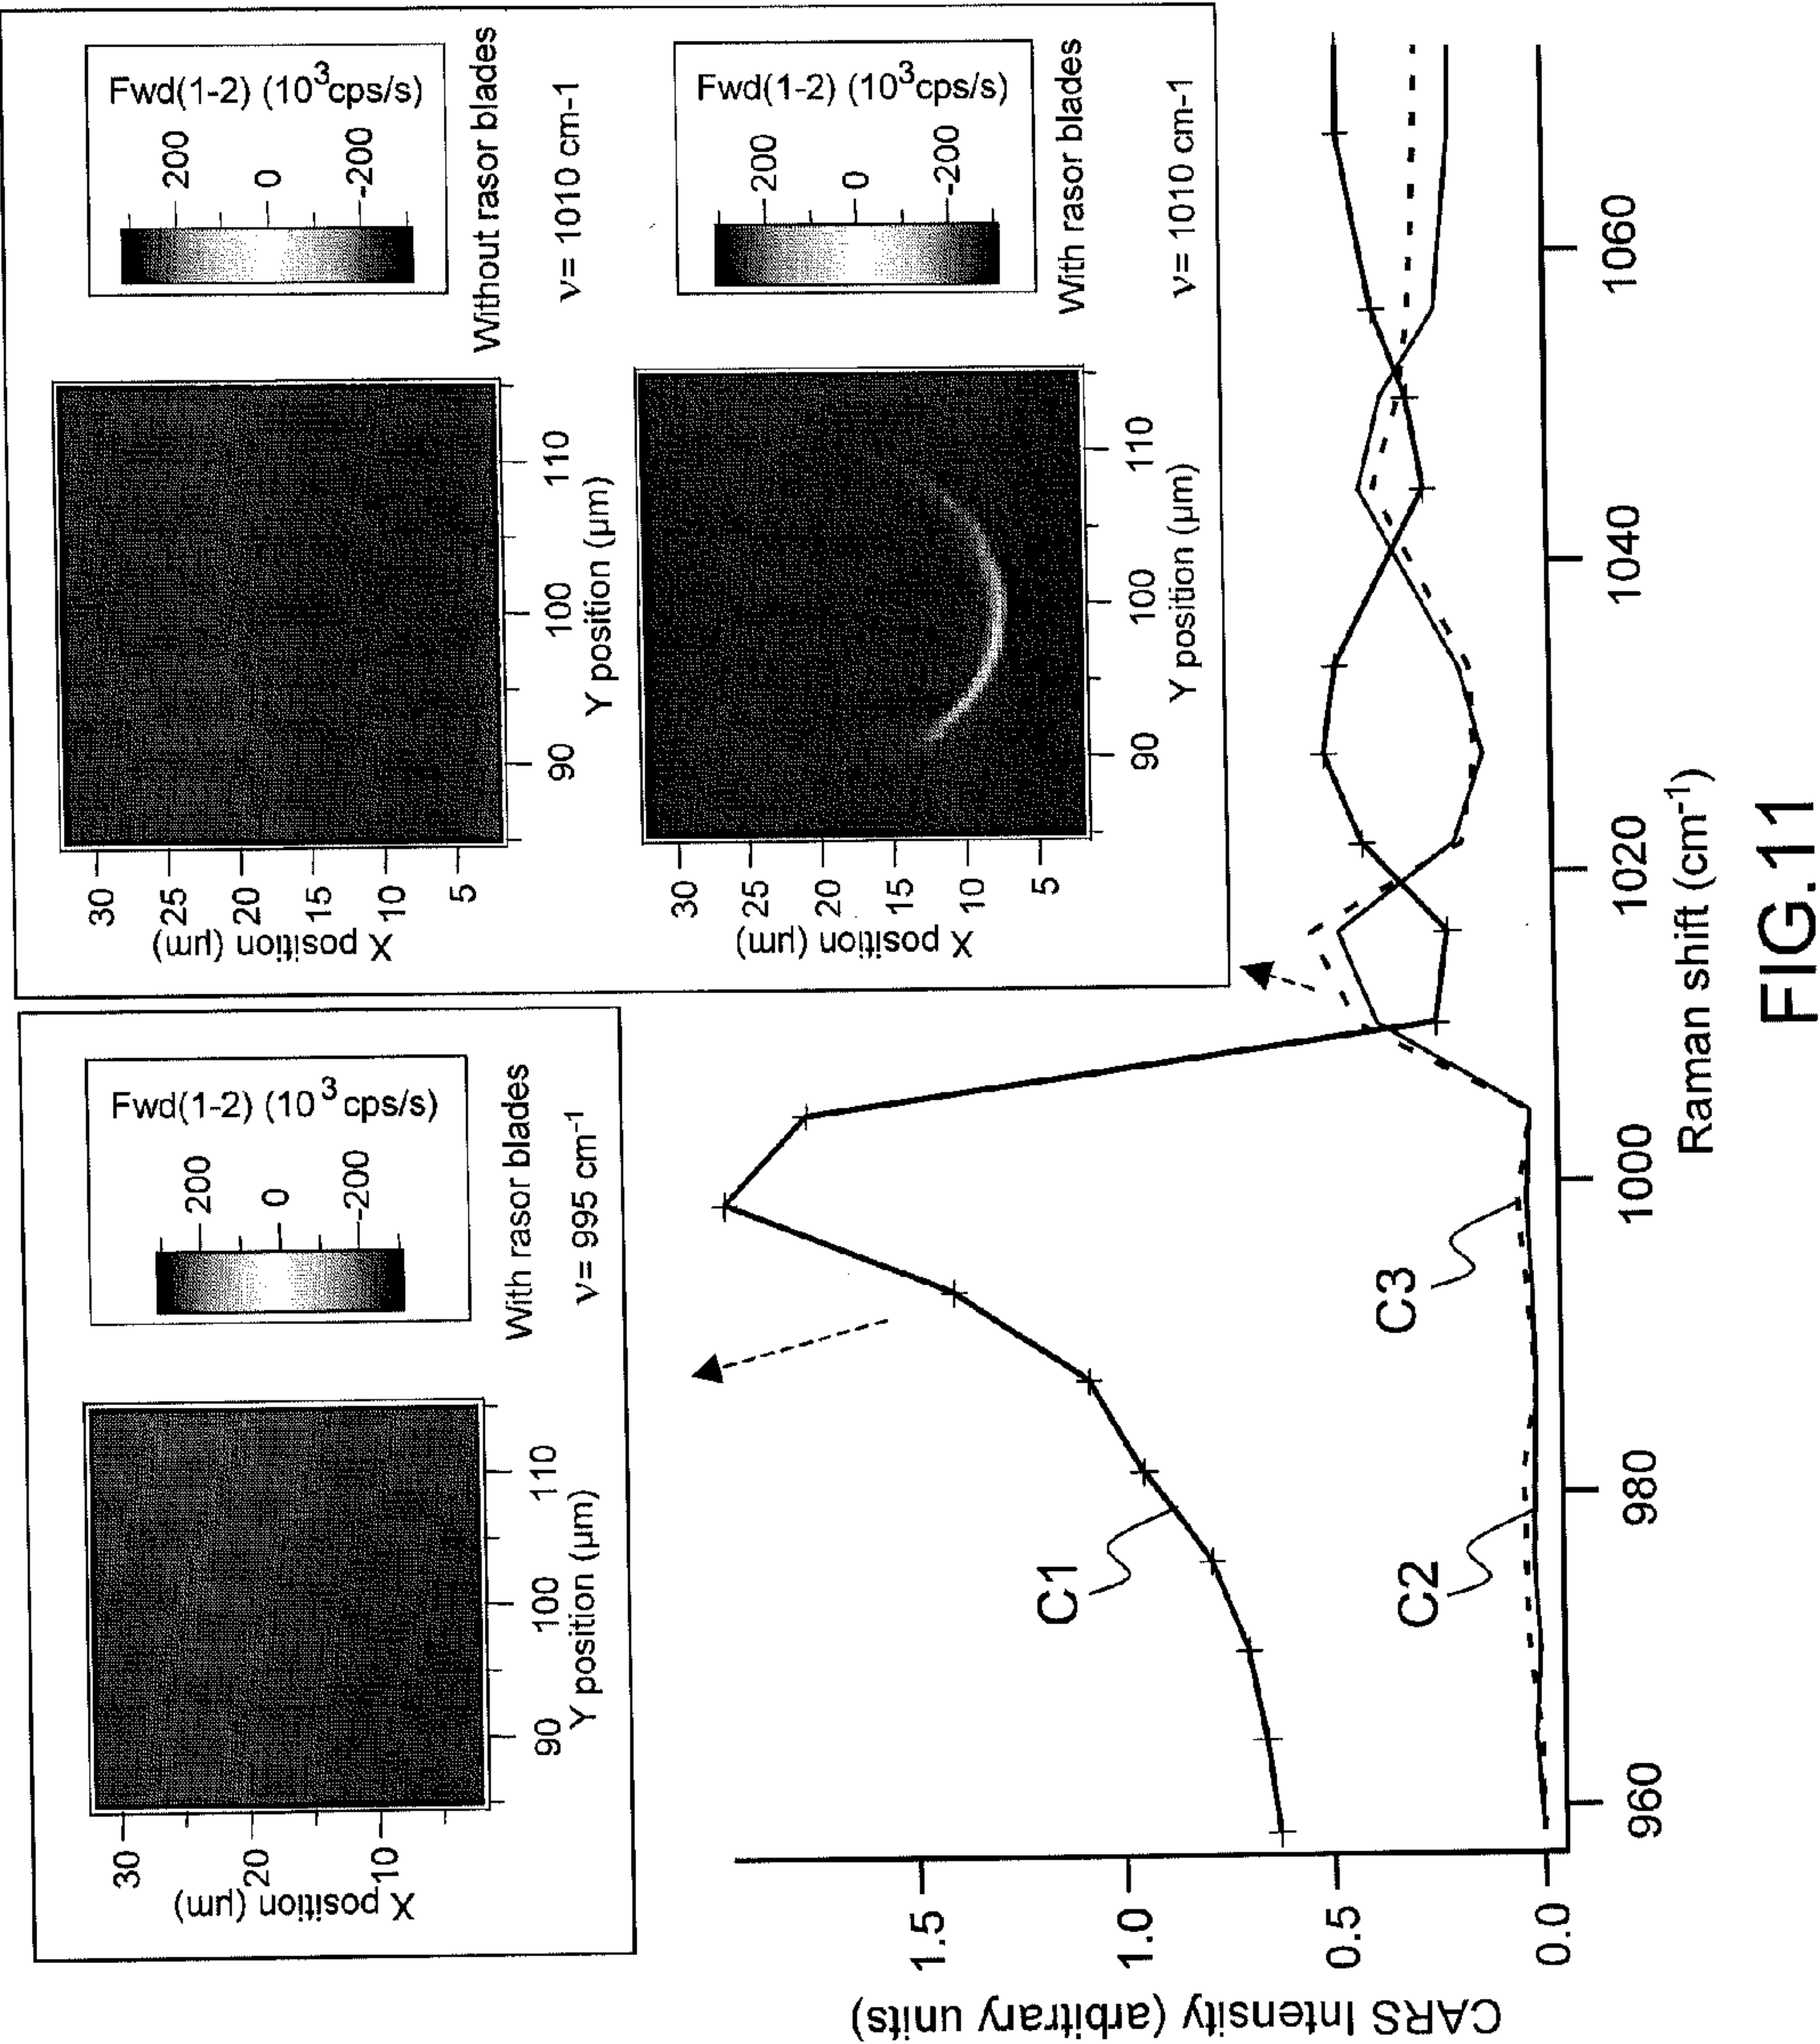 Fwd(1-2) (10³ cps/s)
200
0
-200
With rasor blades
ν= 995 cm⁻¹
30
20
10
X position (µm)
90
100
110
Y position (µm)
Fwd(1-2) (10³cps/s)
200
0
-200
Without rasor blades
ν= 1010 cm-1
30
25
20
15
10
5
X position (µm)
90
100
110
Y position (µm)
Fwd(1-2) (10³cps/s)
200
0
-200
With rasor blades
ν= 1010 cm-1
30
25
20
15
10
5
X position (µm)
90
100
110
Y position (µm)
CARS Intensity (arbitrary units)
1.5
1.0
0.5
0.0
C1
C2
C3
960
980
1000
1020
1040
1060
Raman shift (cm⁻¹)
FIG.11